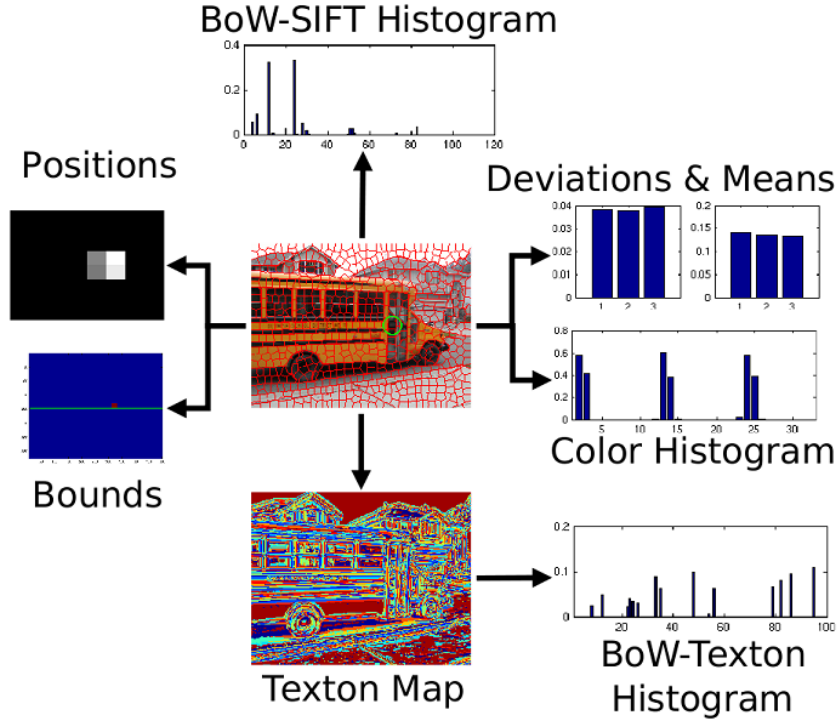 BoW-SIFT Histogram
0.4
0.2
0
0 20 40 60 80 100 120
Positions
Deviations & Means
0.04
0.03
0.02
0.01
0
1 2 3
0.2
0.15
0.1
0.05
0
1 2 3
0.8
0.6
0.4
0.2
0
5 10 15 20 25 30
Color Histogram
Bounds
0.2
0.1
0
20 40 60 80 100
Texton Map
BoW-Texton
Histogram